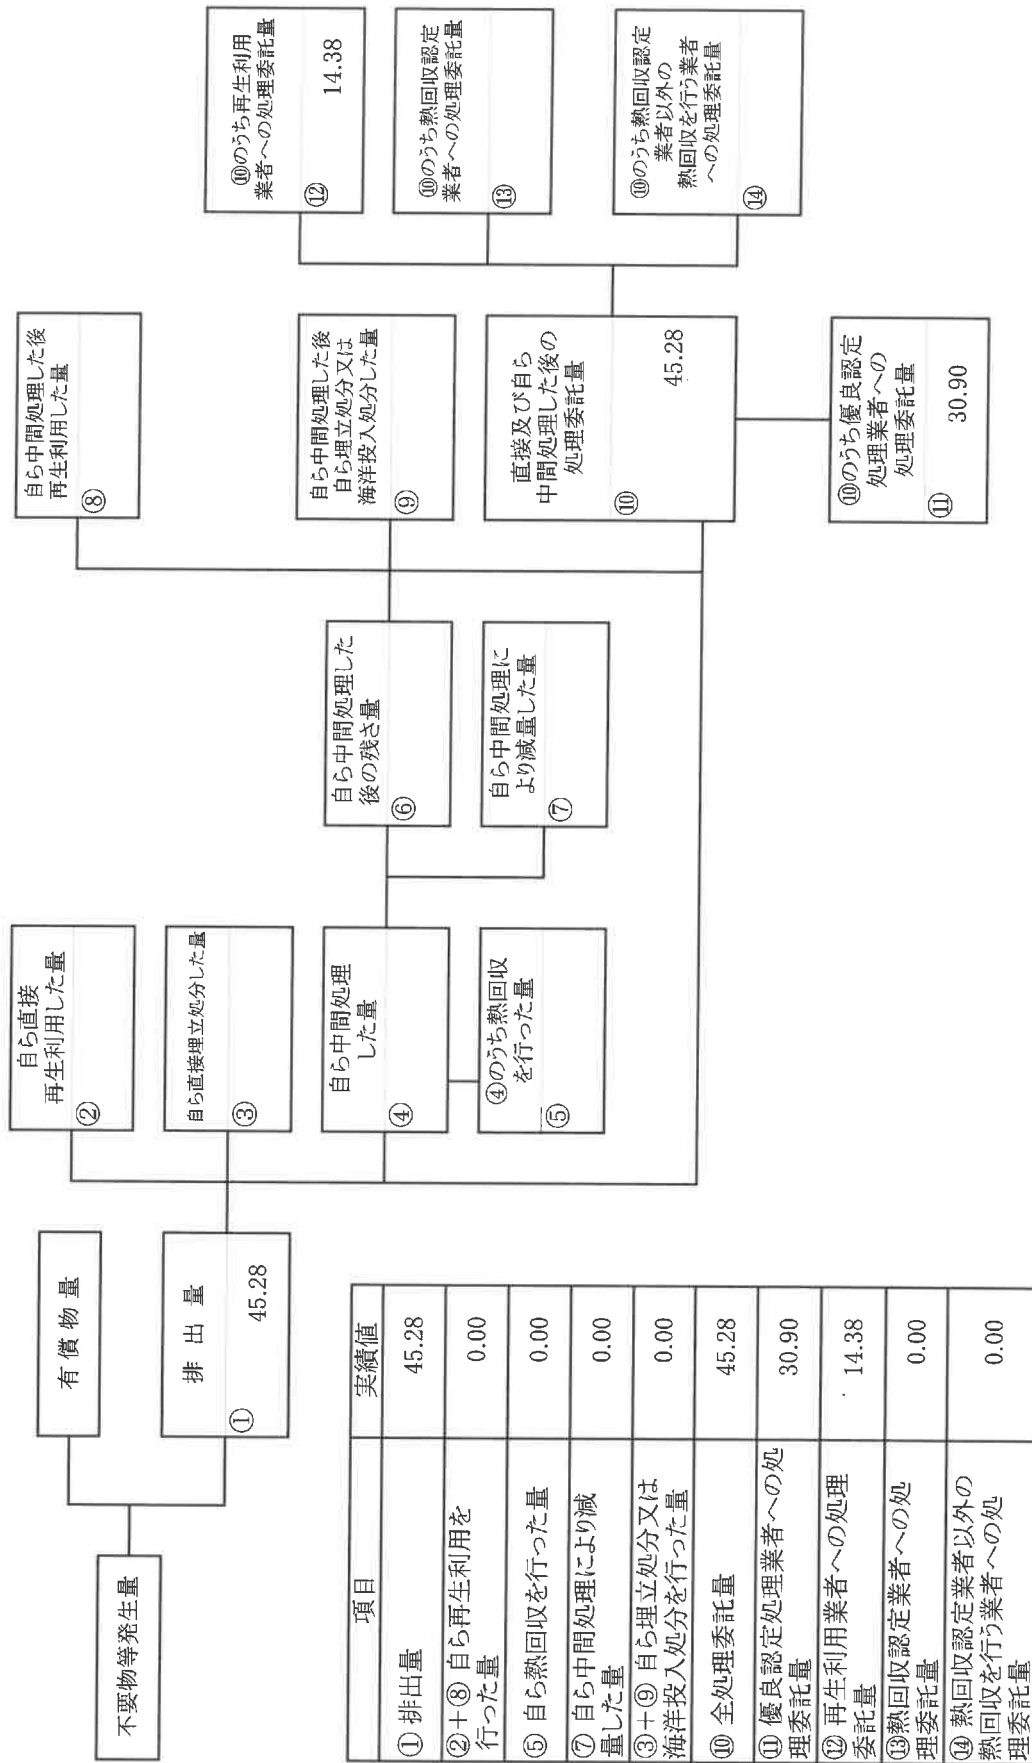 不要物等発生量
有償物量
排出量
①
45.28
自ら直接
再生利用した量
②
自ら直接埋立処分した量
③
自ら中間処理
した量
④
④のうち熱回収
を行った量
⑤
自ら中間処理した
後の残さ量
⑥
自ら中間処理に
より減量した量
⑦
自ら中間処理した後
再生利用した量
⑧
自ら中間処理した後
自ら埋立処分又は
海洋投入処分した量
⑨
直接及び自ら
中間処理した後の
処理委託量
⑩
45.28
⑩のうち優良認定
処理業者への
処理委託量
⑪
30.90
⑩のうち再生利用
業者への処理委託量
⑫
14.38
⑩のうち熱回収認定
業者への処理委託量
⑬
⑩のうち熱回収認定
業者以外の
熱回収を行う業者
への処理委託量
⑭
項目 実績値
①排出量 45.28
②+⑧ 自ら再生利用を
行った量 0.00
⑤ 自ら熱回収を行った量 0.00
⑦ 自ら中間処理により減
量した量 0.00
③+⑨ 自ら埋立処分又は
海洋投入処分を行った量 0.00
⑩ 全処理委託量 45.28
⑪ 優良認定処理業者への処
理委託量 30.90
⑫ 再生利用業者への処理
委託量 14.38
⑬熱回収認定業者への処
理委託量 0.00
⑭ 熱回収認定業者以外の
熱回収を行う業者への処
理委託量 0.00